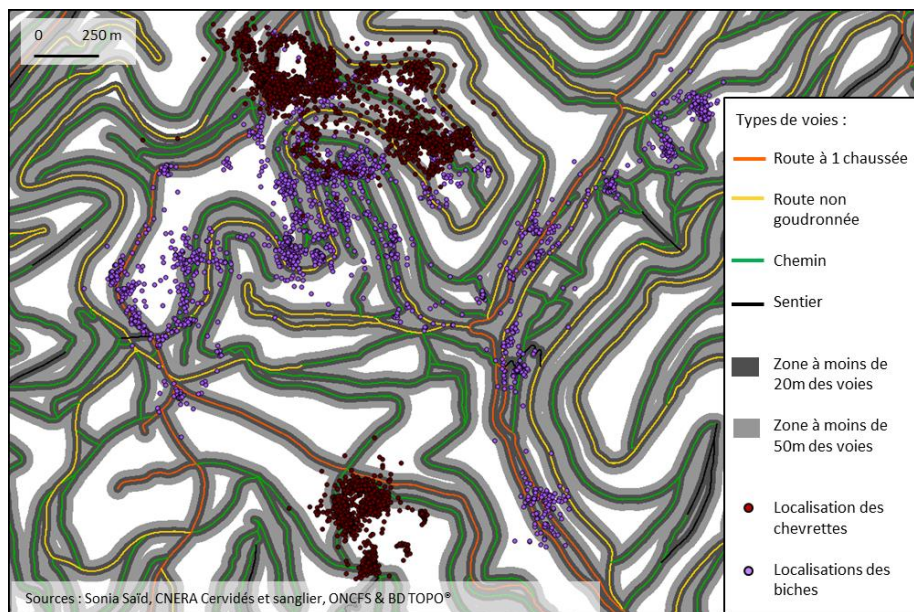 0 250 m
Types de voies :
Route à 1 chaussée
Route non
goudronnée
Chemin
Sentier
Zone à moins de
20m des voies
Zone à moins de
50m des voies
Localisation des
chevrettes
Localisations des
biches
Sources : Sonia Saïd, CNERA Cervidés et sanglier, ONCFS & BD TOPO®